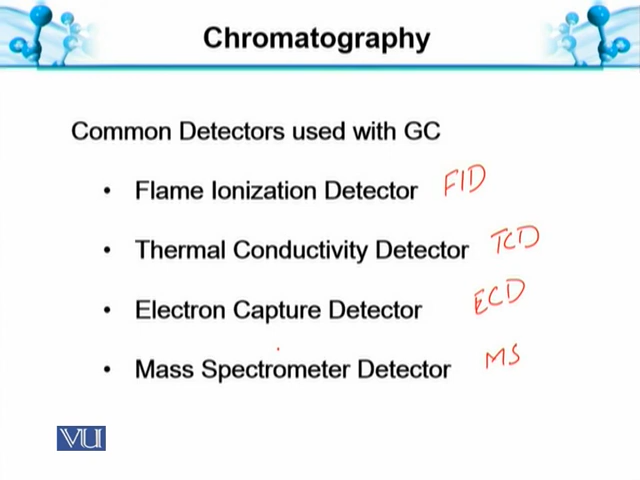 Chromatography
Common Detectors used with GC
• Flame Ionization Detector FID
• Thermal Conductivity Detector TCD
• Electron Capture Detector ECD
• Mass Spectrometer Detector MS
VU